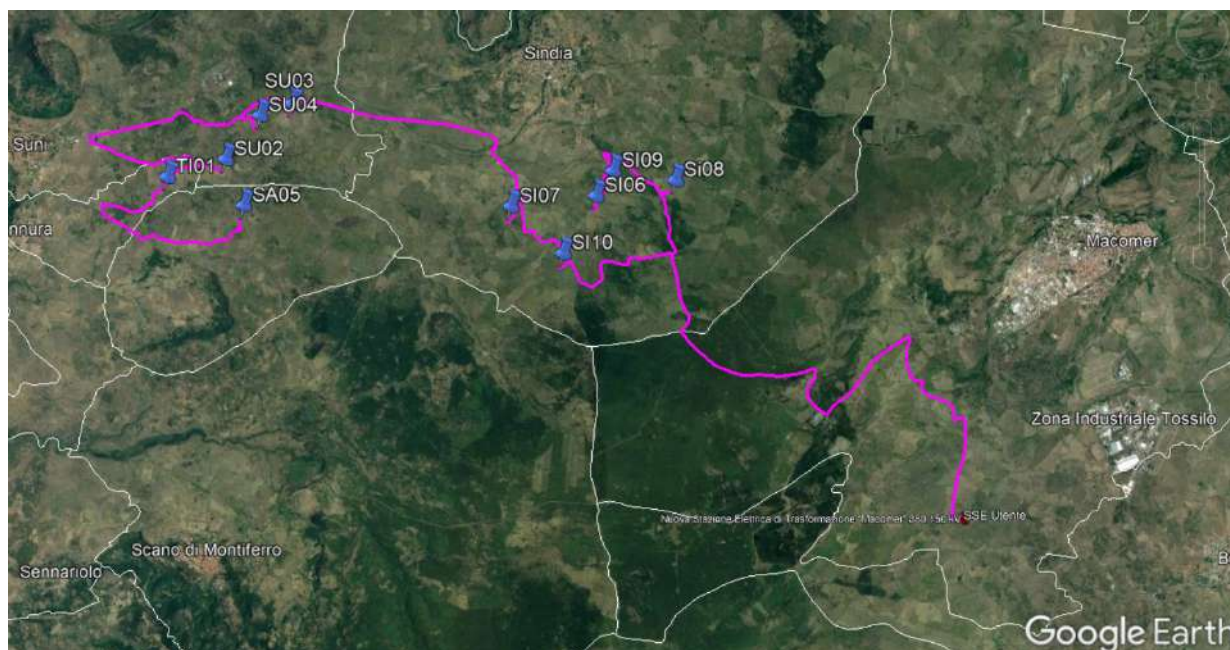 Sindia
SU03
SU04
Suni
SU02
TI01
SI09
Si08
SI06
SA05
SI07
nnura
SI10
Macomer
Zona Industriale Tossilo
Nuova Stazione Elettrica di Trasformazione "Macomer" 380
SSE Utente
Scano di Montiferro
Sennariolo
B
Google Earth